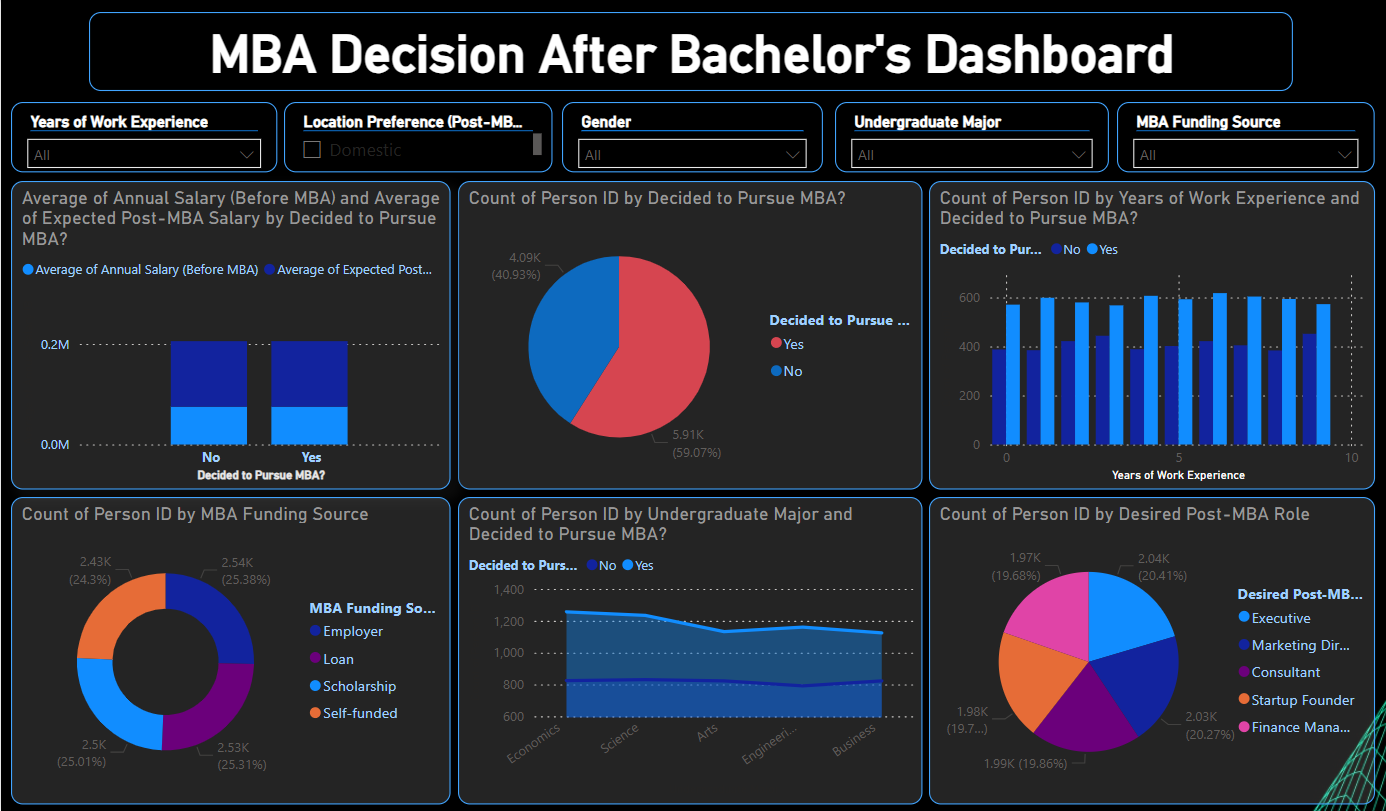 MBA Decision After Bachelor's Dashboard
Years of Work Experience
All
Location Preference (Post-MB...
Domestic
Gender
All
Undergraduate Major
All
MBA Funding Source
All
Average of Annual Salary (Before MBA) and Average
of Expected Post-MBA Salary by Decided to Pursue
MBA?
Average of Annual Salary (Before MBA) Average of Expected Post...
0.2M
0.0M
No Yes
Decided to Pursue MBA?
Count of Person ID by Decided to Pursue MBA?
4.09K
(40.93%)
5.91K
(59.07%)
Decided to Pursue ...
Yes
No
Count of Person ID by Years of Work Experience and
Decided to Pursue MBA?
Decided to Pur... No Yes
600
400
200
0
0 5 10
Years of Work Experience
Count of Person ID by MBA Funding Source
2.43K
(24.3%)
2.54K
(25.38%)
2.5K
(25.01%)
2.53K
(25.31%)
MBA Funding So...
Employer
Loan
Scholarship
Self-funded
Count of Person ID by Undergraduate Major and
Decided to Pursue MBA?
Decided to Purs... No Yes
1,400
1,200
1,000
800
600
Economics Science Arts Engineeri... Business
Count of Person ID by Desired Post-MBA Role
1.97K
(19.68%)
2.04K
(20.41%)
1.98K
(19.7...)
2.03K
(20.27%)
1.99K (19.86%)
Desired Post-MB...
Executive
Marketing Dir...
Consultant
Startup Founder
Finance Mana...